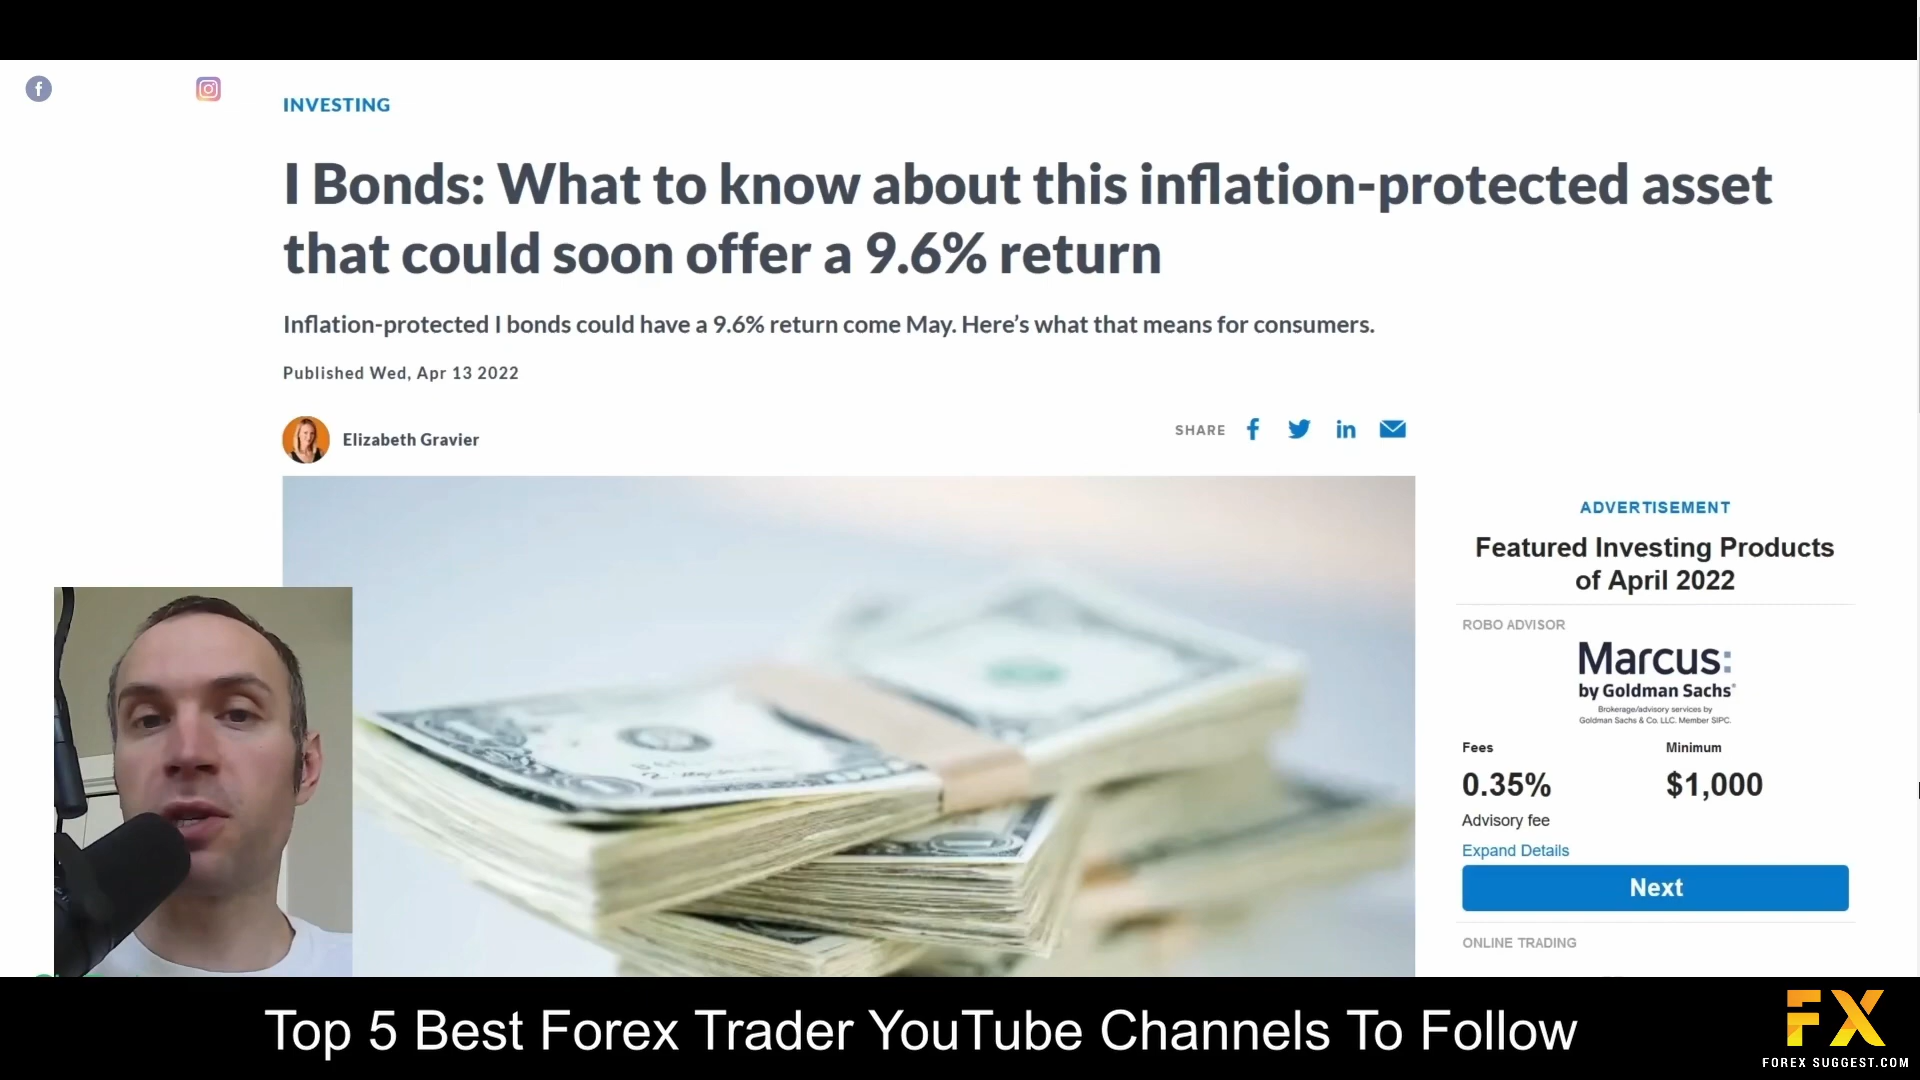 INVESTING
I Bonds: What to know about this inflation-protected asset
that could soon offer a 9.6% return
Inflation-protected I bonds could have a 9.6% return come May. Here's what that means for consumers.
Published Wed, Apr 13 2022
Elizabeth Gravier
SHARE
ADVERTISEMENT
Featured Investing Products
of April 2022
ROBO ADVISOR
Marcus:
by Goldman Sachs®
Brokerage/advisory services by
Goldman Sachs & Co. LLC. Member SIPC.
Fees
Minimum
0.35%
$1,000
Advisory fee
Expand Details
Next
ONLINE TRADING
Top 5 Best Forex Trader YouTube Channels To Follow
FX
FOREX SUGGEST.COM